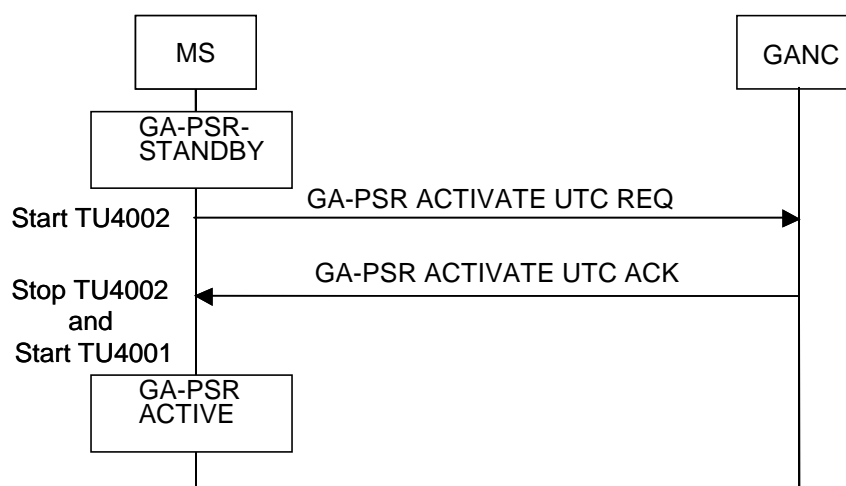 MS
GANC
GA-PSR-
STANDBY
Start TU4002
GA-PSR ACTIVATE UTC REQ
GA-PSR ACTIVATE UTC ACK
Stop TU4002
and
Start TU4001
GA-PSR
ACTIVE